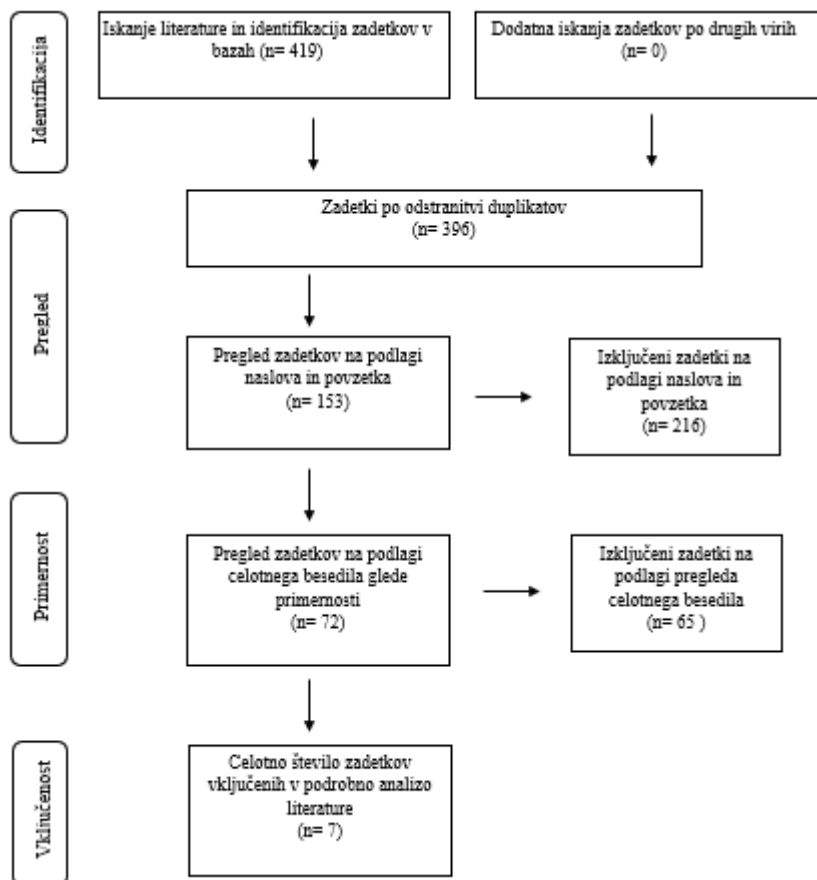 Identifikacija
Iskanje literature in identifikacija zadetkov v
bazah (n= 419)
Dodatna iskanja zadetkov po drugih virih
(n= 0)
Pregled
Zadetki po odstranitvi duplikatov
(n= 396)
Pregled zadetkov na podlagi
naslova in povzetka
(n= 153)
Izključeni zadetki na
podlagi naslova in
povzetka
(n= 216)
Primernost
Pregled zadetkov na podlagi
celotnega besedila glede
primernosti
(n= 72)
Izključeni zadetki na
podlagi pregleda
celotnega besedila
(n= 65 )
Vključenost
Celotno število zadetkov
vključenih v podrobno analizo
literature
(n= 7)